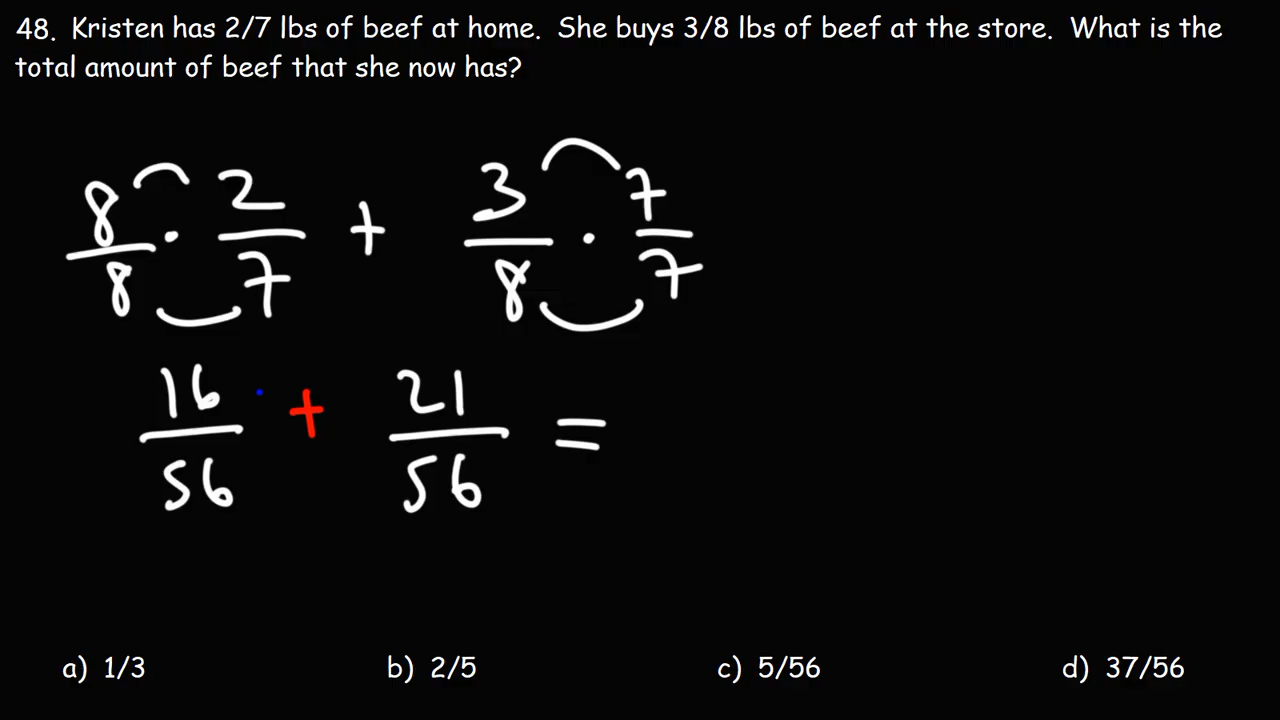 48. Kristen has 2/7 lbs of beef at home. She buys 3/8 lbs of beef at the store. What is the
total amount of beef that she now has?
8/8 · 2/7 + 3/8 · 7/7
16/56 + 21/56 =
a) 1/3 b) 2/5 c) 5/56 d) 37/56